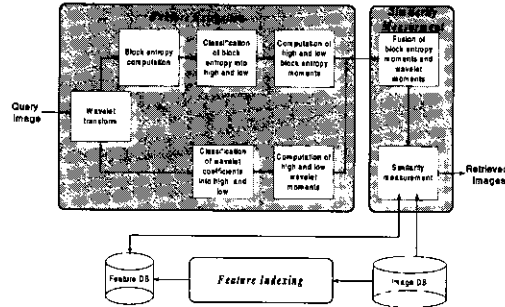 Similarity
Measurment
Block entropy
computation
Classification
of block
entropy into
high and low
Computation of
high and low
block entropy
moments
Fusion of
block entropy
moments and
wavelet
moments
Query
Image
Wavelet
transform
Classification
of wavelet
coefficients
into high and
low
Computation of
high and low
wavelet
moments
Similarity
measurement
Retrieved
Images
Feature DB
Feature indexing
Image DB